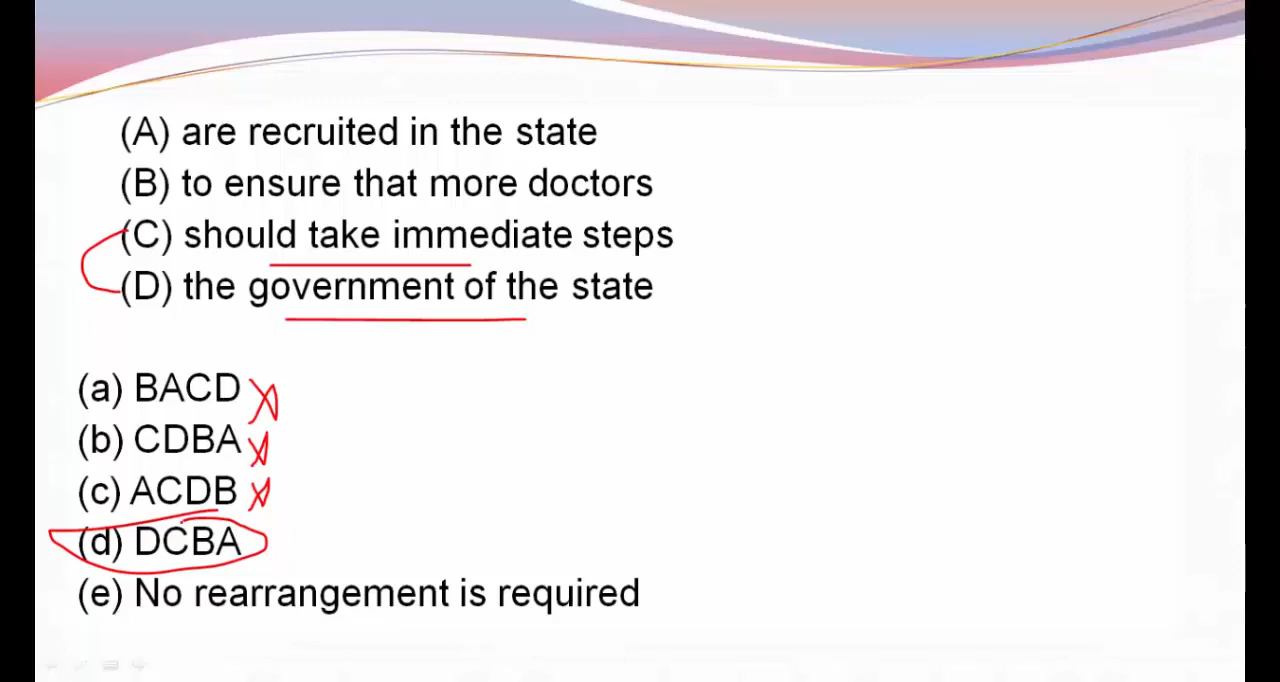 (A) are recruited in the state
(B) to ensure that more doctors
(C) should take immediate steps
(D) the government of the state
(a) BACD
(b) CDBA
(c) ACDB
(d) DCBA
(e) No rearrangement is required